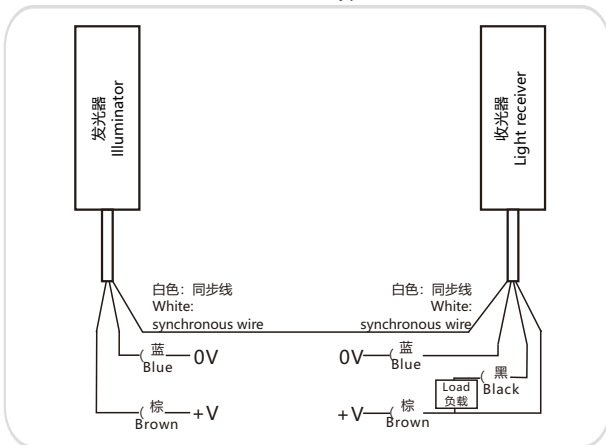 发光器
Illuminator
收光器
Light receiver
白色：同步线
White:
synchronous wire
白色：同步线
White:
synchronous wire
蓝
Blue
0V
0V
蓝
Blue
黑
Black
Load
负载
棕
Brown
+V
+V
棕
Brown